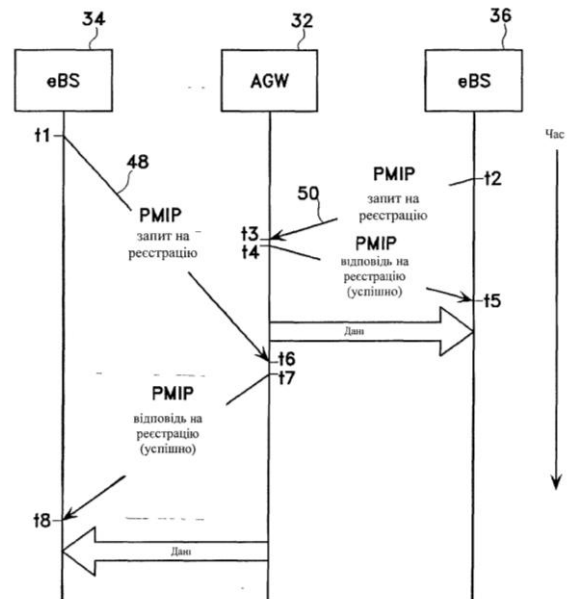 34
32
36
eBS
AGW
eBS
t1
Час
48
PMIP
запит на
реєстрацію
t2
50
PMIP
запит на
реєстрацію
t3
t4
PMIP
відповідь на
реєстрацію
(успішно)
t5
Дані
t6
t7
PMIP
відповідь на
реєстрацію
(успішно)
t8
Дані